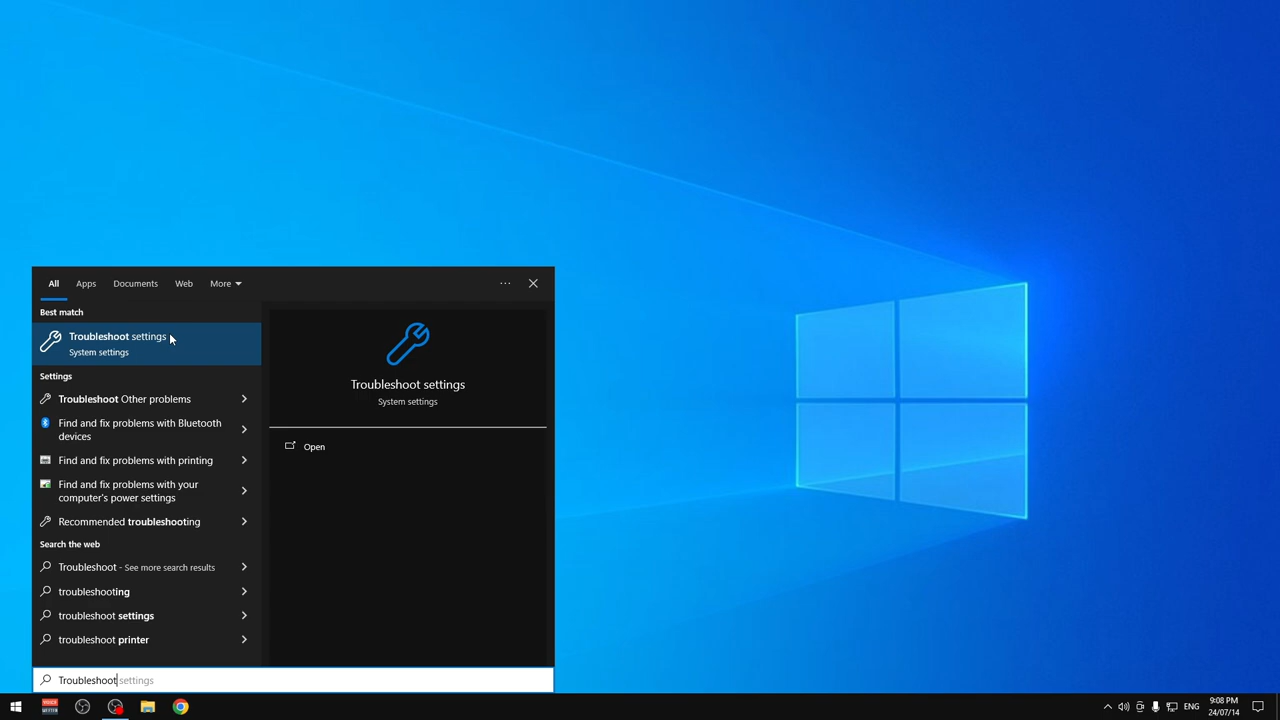 All Apps Documents Web More ...
Best match
Troubleshoot settings
System settings
Settings
Troubleshoot Other problems
Find and fix problems with Bluetooth
devices
Find and fix problems with printing
Find and fix problems with your
computer's power settings
Recommended troubleshooting
Search the web
Troubleshoot - See more search results
troubleshooting
troubleshoot settings
troubleshoot printer
Troubleshoot settings
System settings
Open
Troubleshoot settings
ENG
9:08 PM
24/07/14